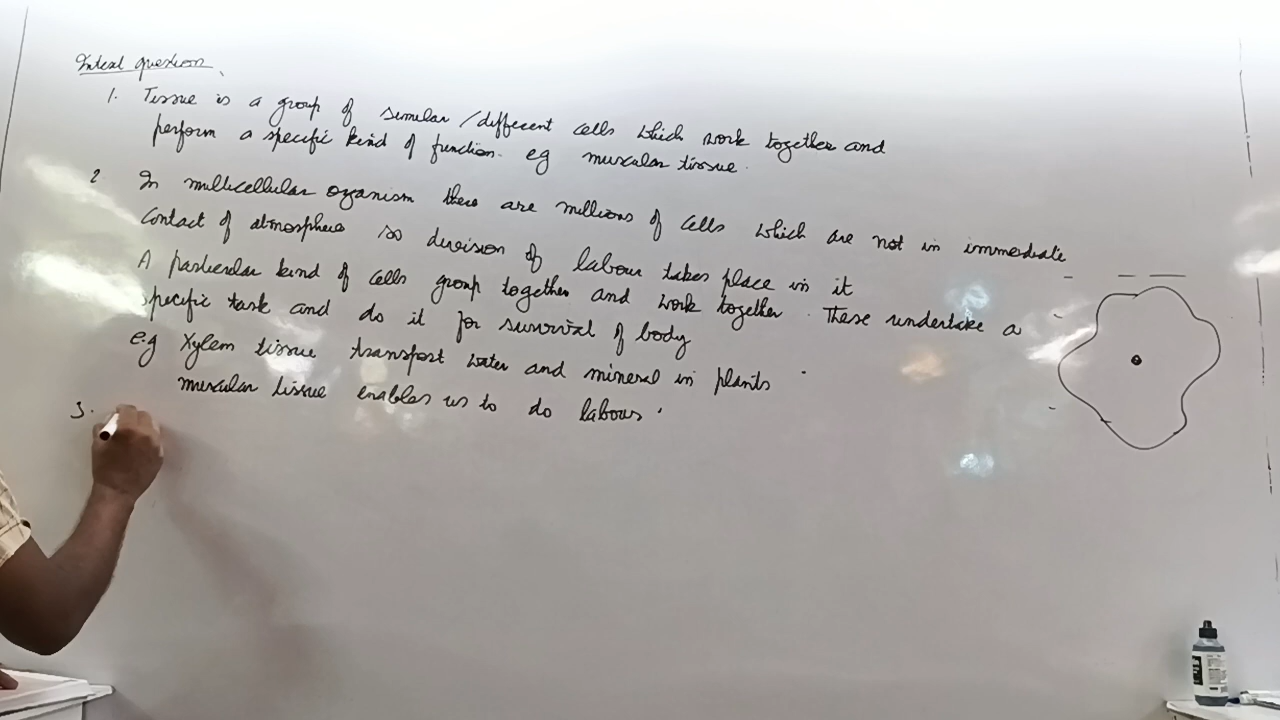 Intext question
1. Tissue is a group of similar / different cells which work together and
perform a specific kind of function. eg muscular tissue.
2 In multicellular organism there are millions of cells which are not in immediate
contact of atmosphere so division of labour takes place in it
A particular kind of cells group together and work together. These undertake a
specific task and do it for survival of body
e.g Xylem tissue transport water and mineral in plants.
muscular tissue enables us to do labour.
3.